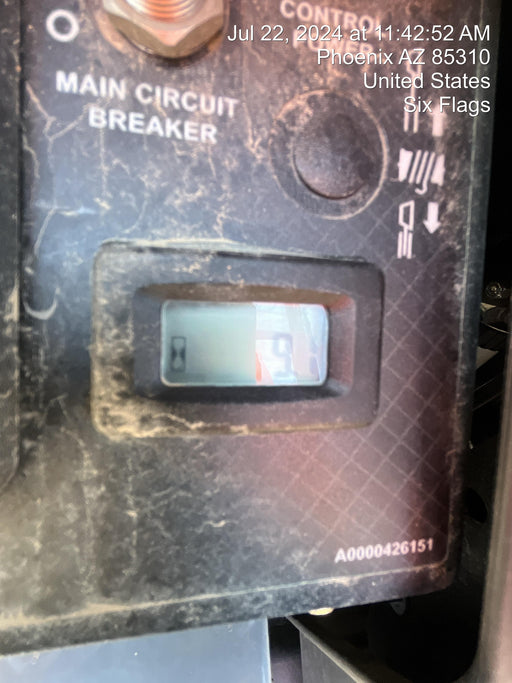 Jul 22, 2024 at 11:42:52 AM
Phoenix AZ 85310
United States
Six Flags
CONTROL
POWER
MAIN CIRCUIT
BREAKER
A0000426151